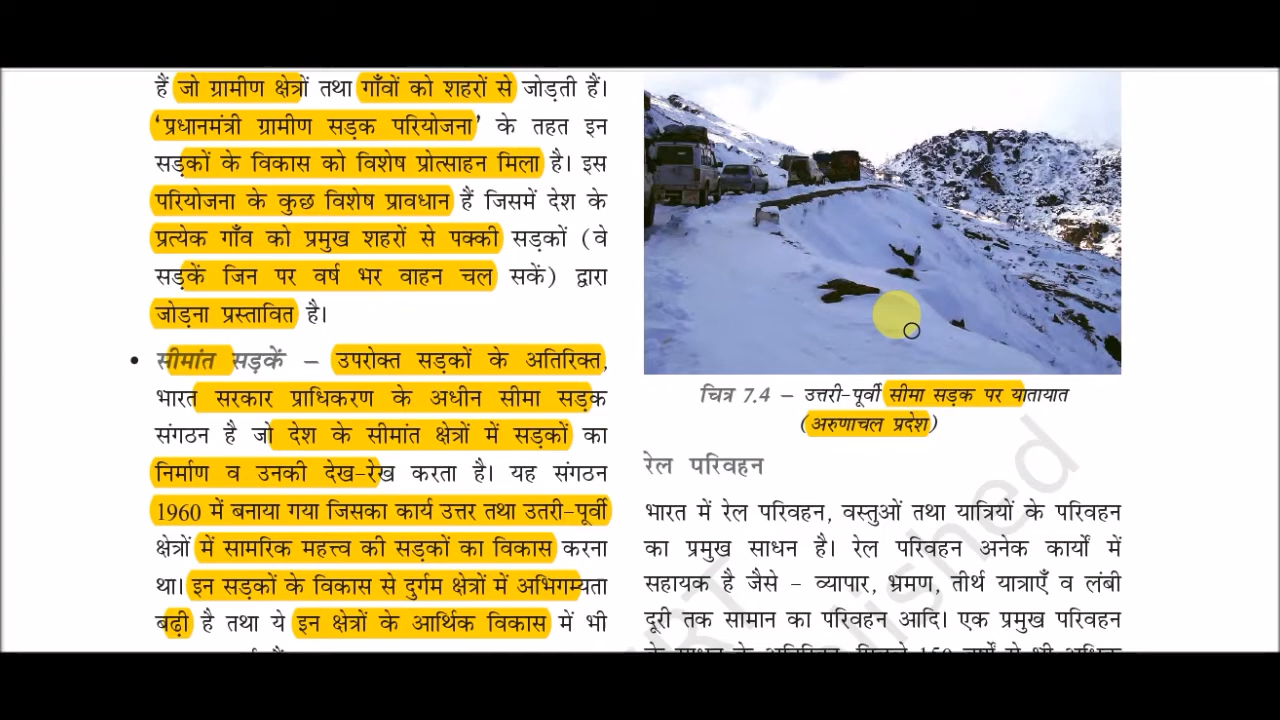 हैं जो ग्रामीण क्षेत्रों तथा गाँवों को शहरों से जोड़ती हैं।
‘प्रधानमंत्री ग्रामीण सड़क परियोजना’ के तहत इन
सड़कों के विकास को विशेष प्रोत्साहन मिला है। इस
परियोजना के कुछ विशेष प्रावधान हैं जिसमें देश के
प्रत्येक गाँव को प्रमुख शहरों से पक्की सड़कों (वे
सड़कें जिन पर वर्ष भर वाहन चल सकें) द्वारा
जोड़ना प्रस्तावित है।
• सीमांत सड़कें – उपरोक्त सड़कों के अतिरिक्त,
भारत सरकार प्राधिकरण के अधीन सीमा सड़क
संगठन है जो देश के सीमांत क्षेत्रों में सड़कों का
निर्माण व उनकी देख-रेख करता है। यह संगठन
1960 में बनाया गया जिसका कार्य उत्तर तथा उतरी-पूर्वी
क्षेत्रों में सामरिक महत्त्व की सड़कों का विकास करना
था। इन सड़कों के विकास से दुर्गम क्षेत्रों में अभिगम्यता
बढ़ी है तथा ये इन क्षेत्रों के आर्थिक विकास में भी
चित्र 7.4 – उत्तरी-पूर्वी सीमा सड़क पर यातायात
(अरुणाचल प्रदेश)
रेल परिवहन
भारत में रेल परिवहन, वस्तुओं तथा यात्रियों के परिवहन
का प्रमुख साधन है। रेल परिवहन अनेक कार्यों में
सहायक है जैसे – व्यापार, भ्रमण, तीर्थ यात्राएँ व लंबी
दूरी तक सामान का परिवहन आदि। एक प्रमुख परिवहन